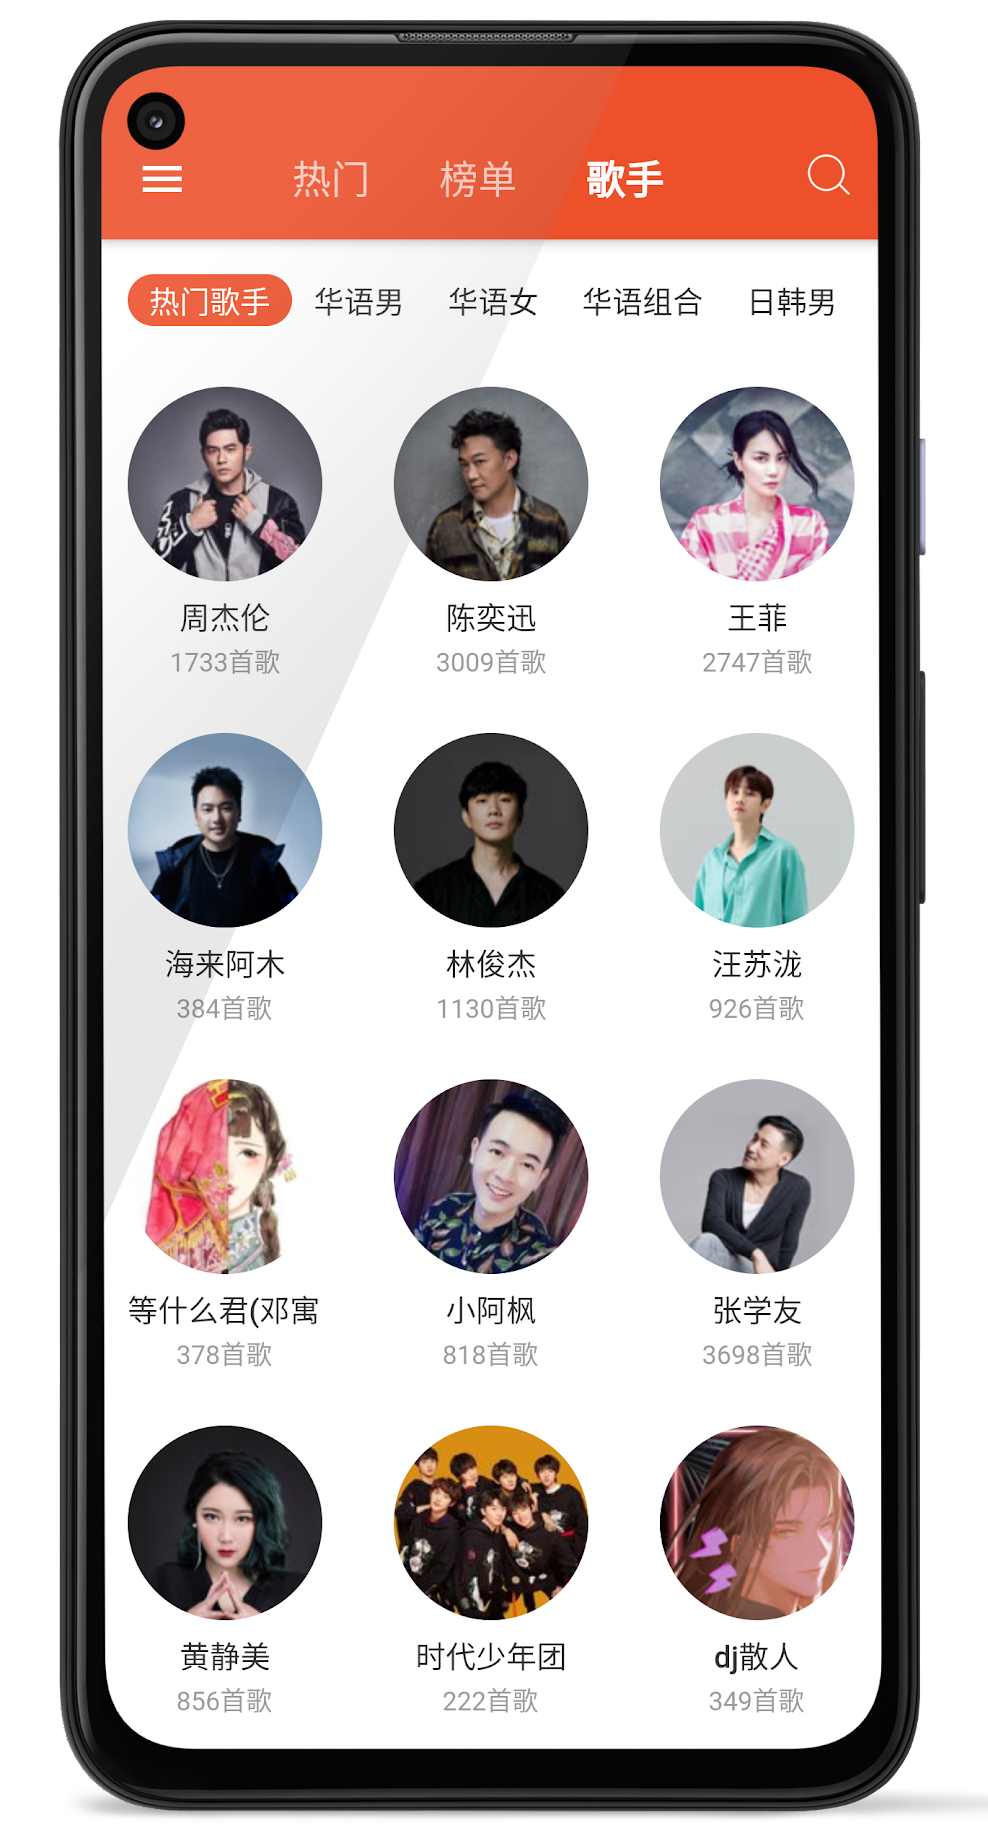 热门 榜单 歌手
热门歌手 华语男 华语女 华语组合 日韩男
周杰伦 陈奕迅 王菲
1733首歌 3009首歌 2747首歌
海来阿木 林俊杰 汪苏泷
384首歌 1130首歌 926首歌
等什么君(邓寓 小阿枫 张学友
378首歌 818首歌 3698首歌
黄静美 时代少年团 dj散人
856首歌 222首歌 349首歌